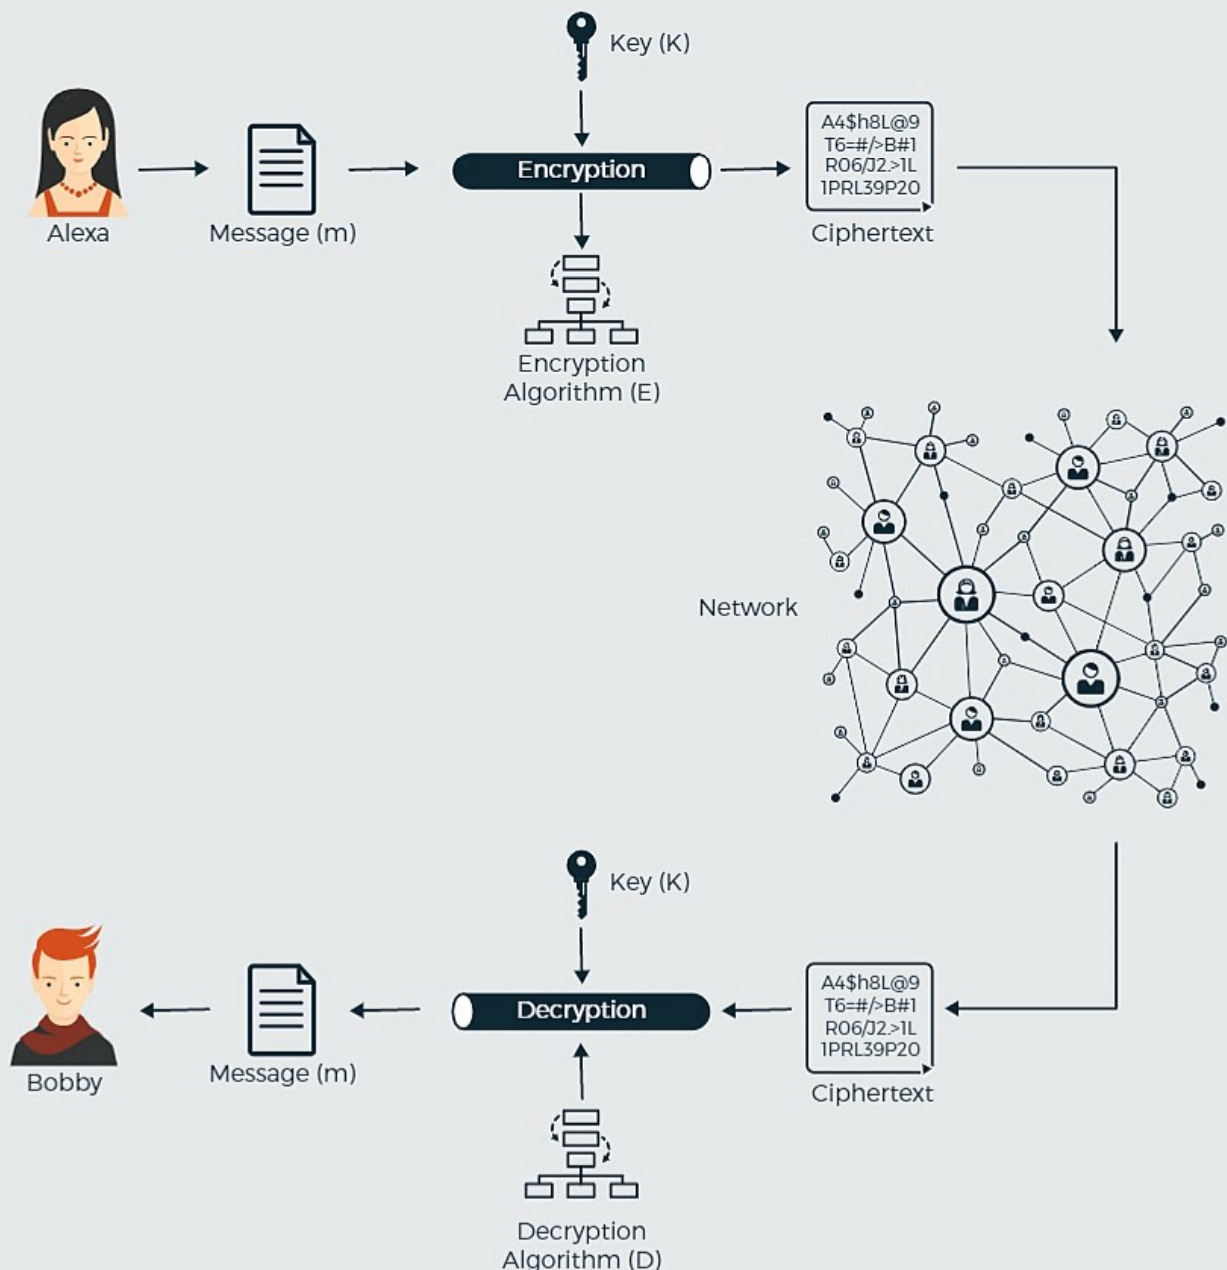 Key (K)
Encryption
A4$h8L@9
T6=#/>B#1
R06/J2.>1L
1PRL39P20
Alexa
Message (m)
Ciphertext
Encryption
Algorithm (E)
Network
Key (K)
Decryption
A4$h8L@9
T6=#/>B#1
R06/J2.>1L
1PRL39P20
Bobby
Message (m)
Ciphertext
Decryption
Algorithm (D)